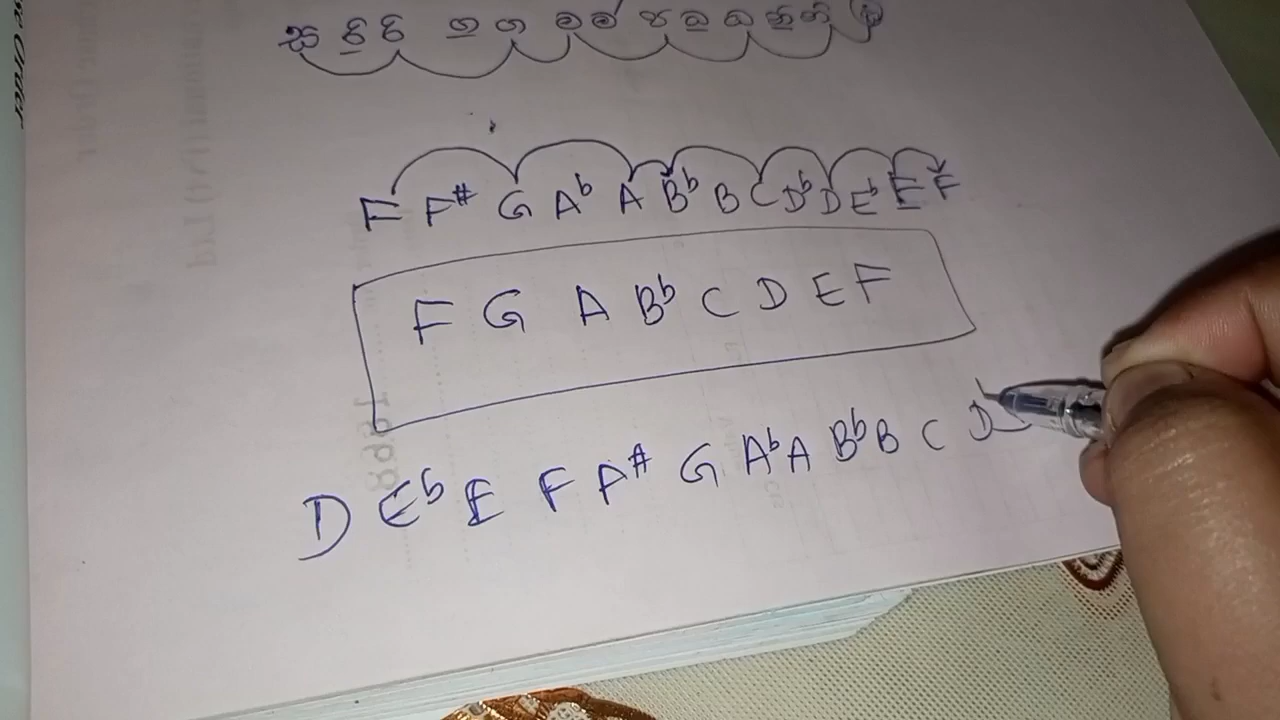 ස රි රි ග ග ම ම ප ධ ධ නි නි ස
F F# G Ab A Bb B C Db D Eb E F
F G A Bb C D E F
D Eb E F F# G Ab A Bb B C D